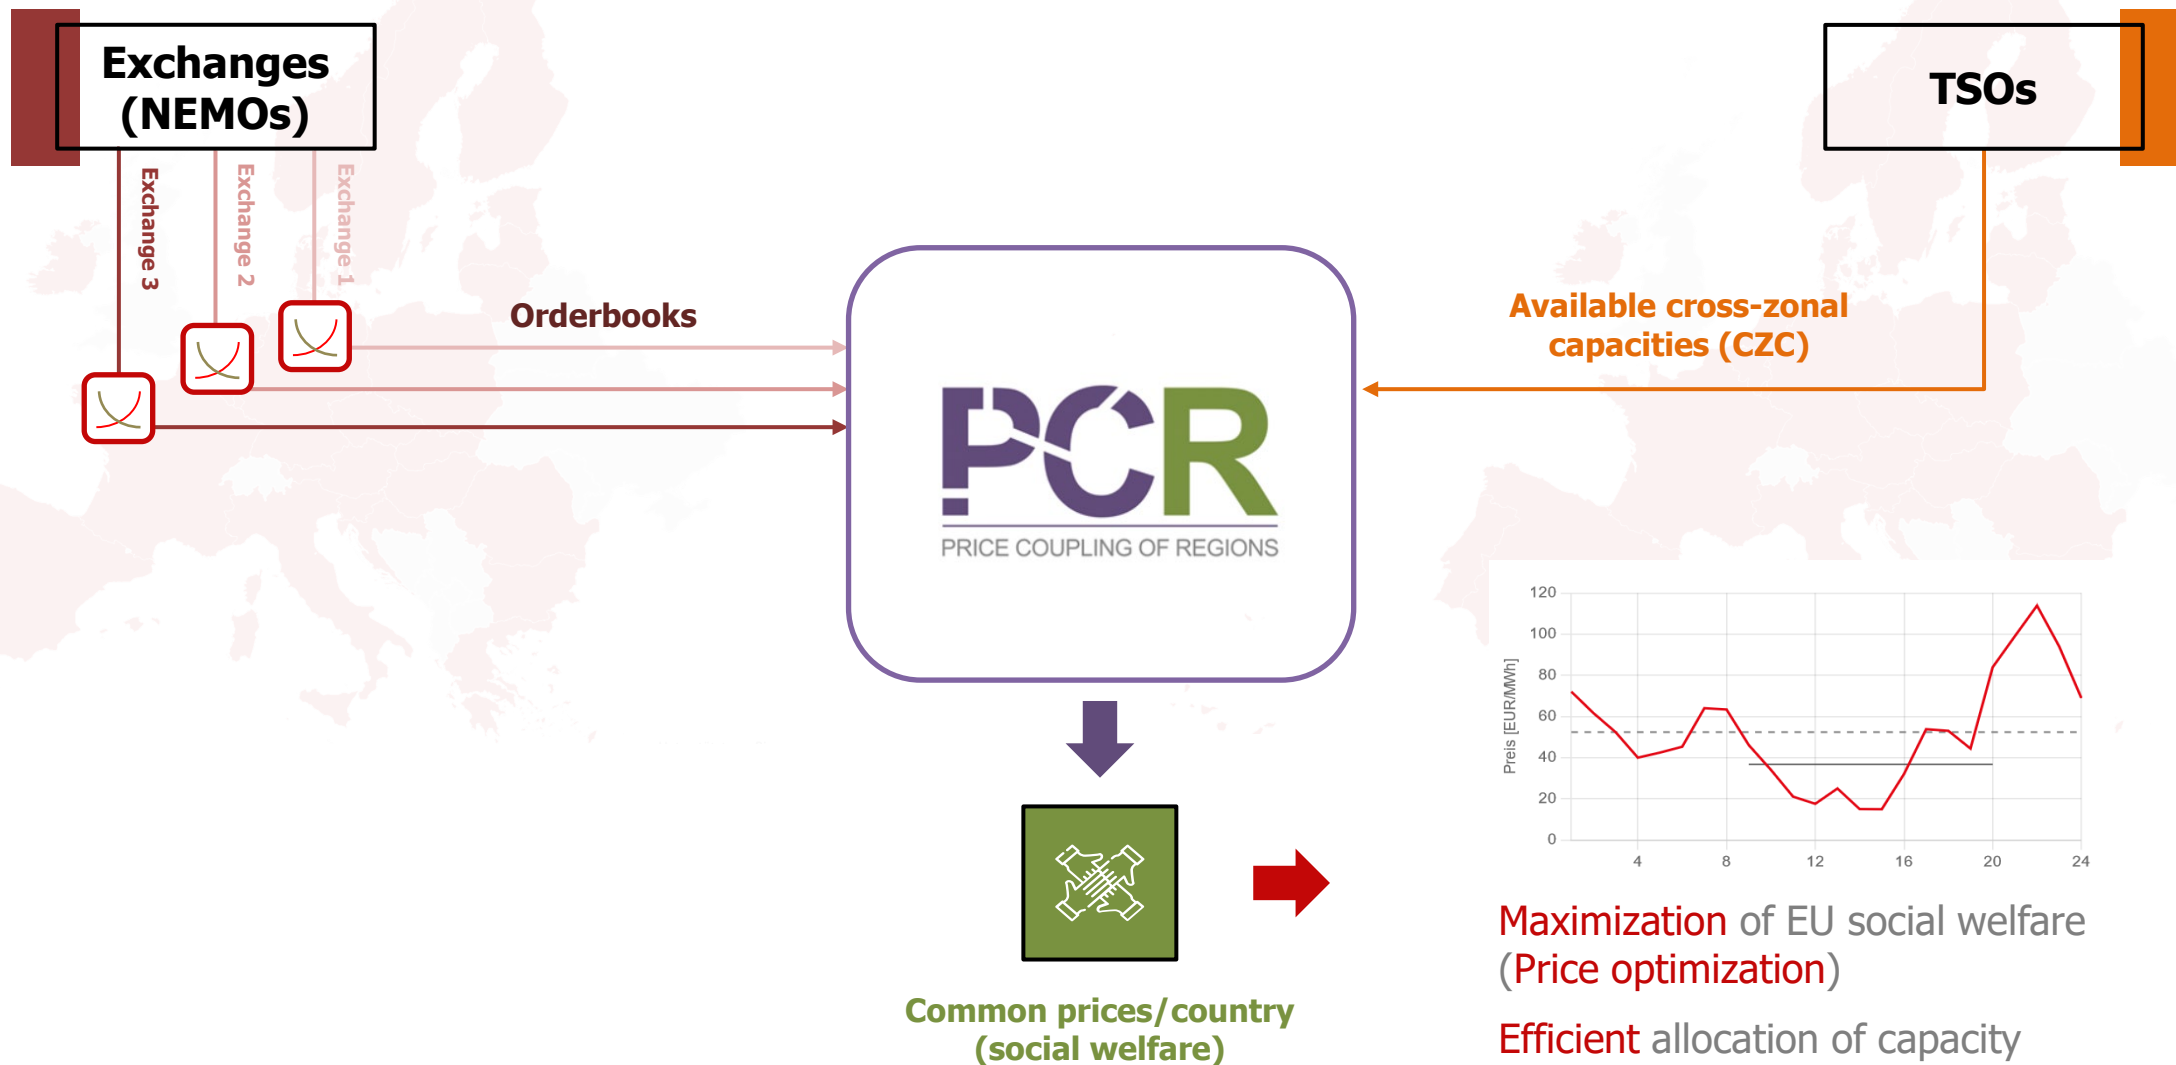 Exchanges
(NEMOs)
TSOs
Exchange 3
Exchange 2
Exchange 1
Orderbooks
Available cross-zonal
capacities (CZC)
PCR
PRICE COUPLING OF REGIONS
Preis [EUR/MWh]
120
100
80
60
40
20
0
4 8 12 16 20 24
Common prices/country
(social welfare)
Maximization of EU social welfare
(Price optimization)
Efficient allocation of capacity